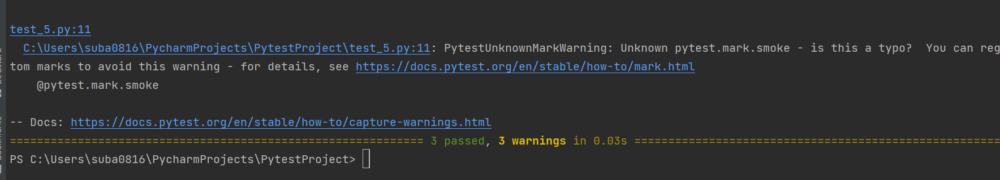 test_5.py:11
C:\Users\suba0816\PycharmProjects\PytestProject\test_5.py:11: PytestUnknownMarkWarning: Unknown pytest.mark.smoke - is this a typo?  You can reg
tom marks to avoid this warning - for details, see https://docs.pytest.org/en/stable/how-to/mark.html
@pytest.mark.smoke
-- Docs: https://docs.pytest.org/en/stable/how-to/capture-warnings.html
============================================================= 3 passed, 3 warnings in 0.03s ======================================================
PS C:\Users\suba0816\PycharmProjects\PytestProject>